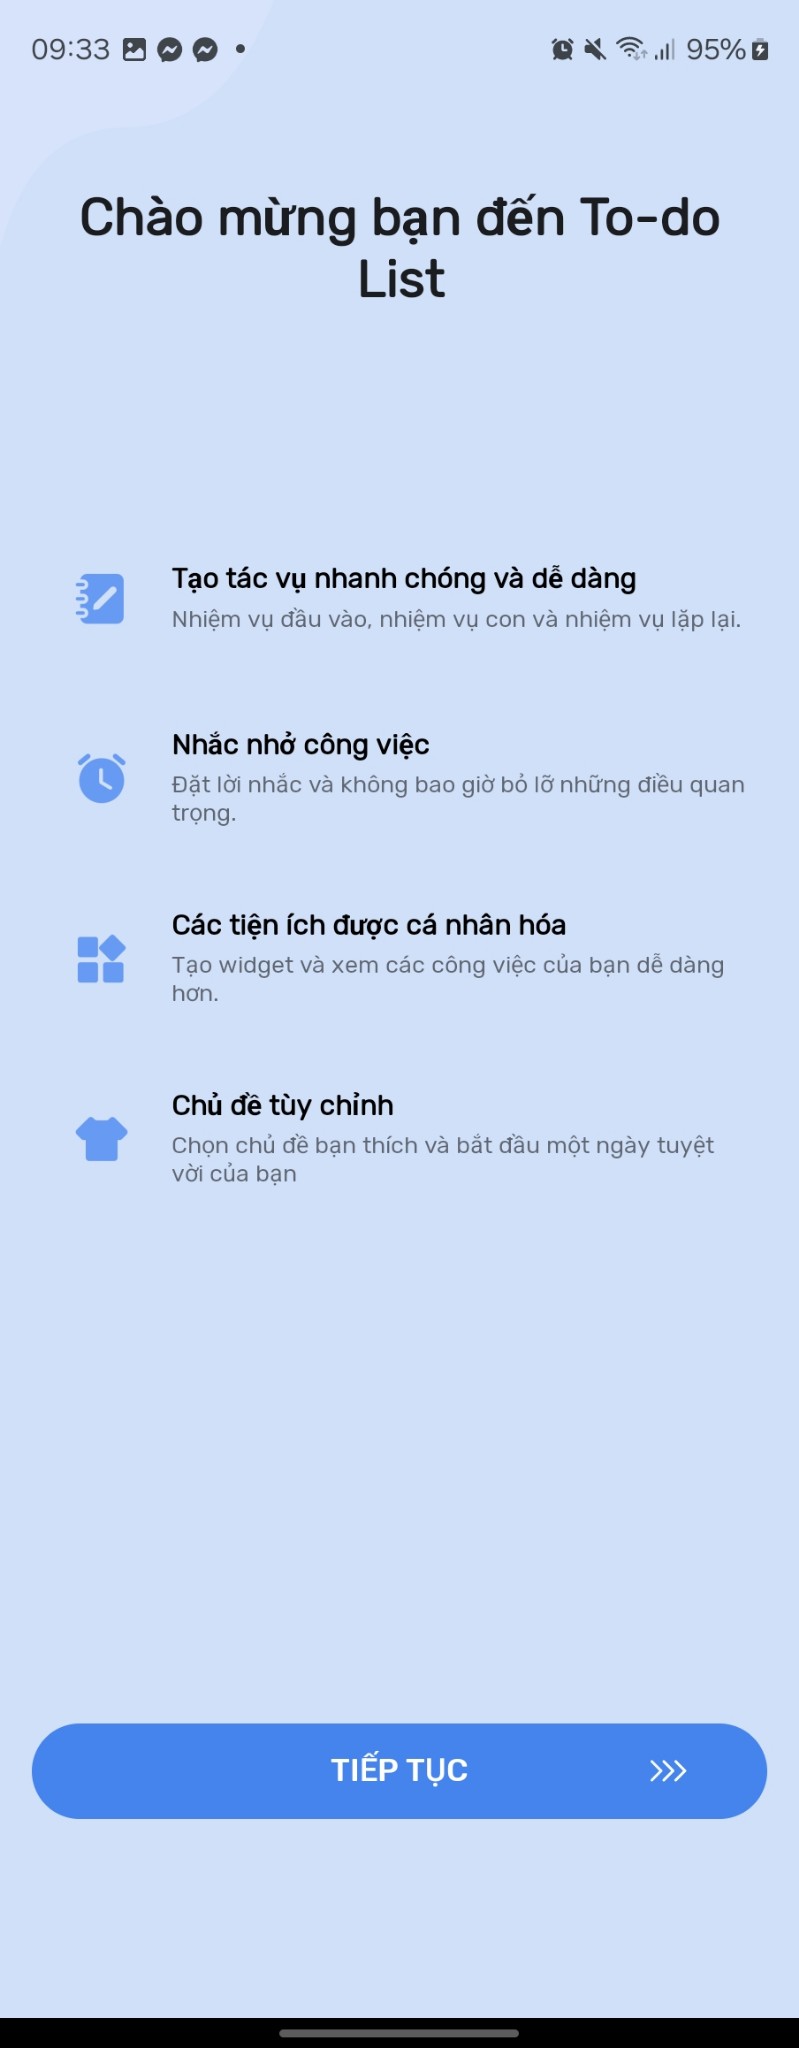 09:33
95%
Chào mừng bạn đến To-do
List
Tạo tác vụ nhanh chóng và dễ dàng
Nhiệm vụ đầu vào, nhiệm vụ con và nhiệm vụ lặp lại.
Nhắc nhở công việc
Đặt lời nhắc và không bao giờ bỏ lỡ những điều quan
trọng.
Các tiện ích được cá nhân hóa
Tạo widget và xem các công việc của bạn dễ dàng
hơn.
Chủ đề tùy chỉnh
Chọn chủ đề bạn thích và bắt đầu một ngày tuyệt
vời của bạn
TIẾP TỤC